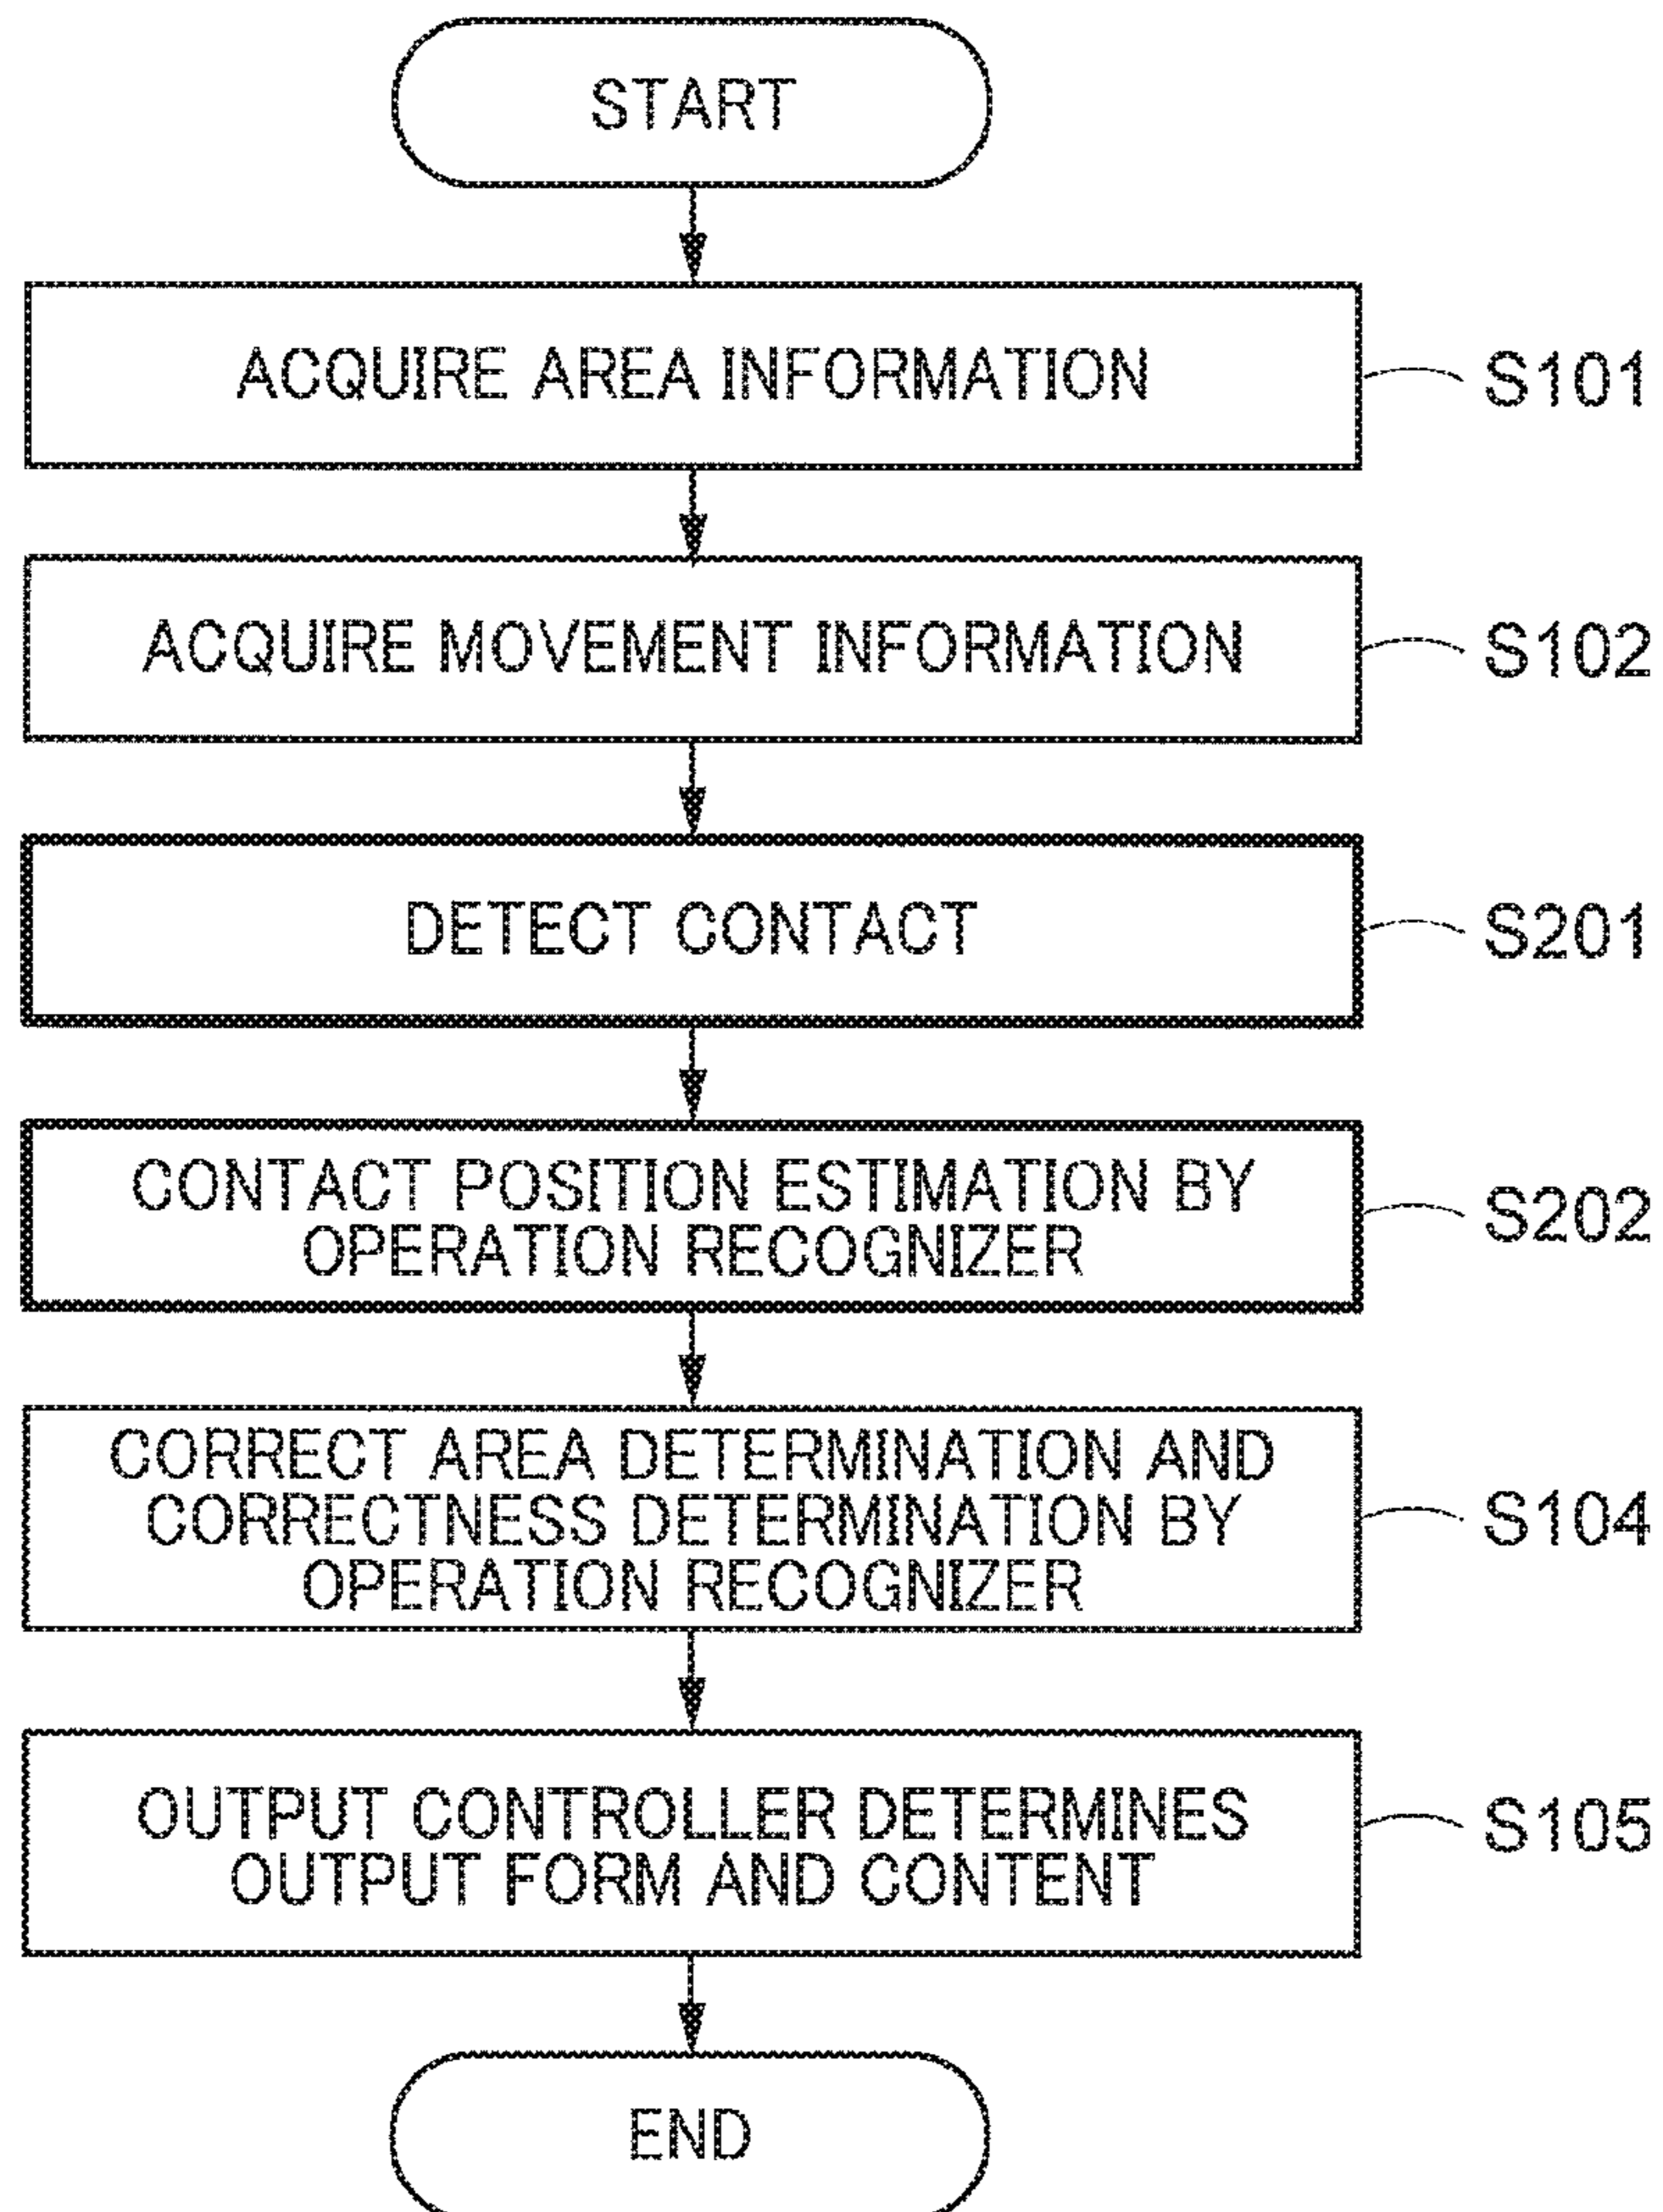 START
ACQUIRE AREA INFORMATION
S101
ACQUIRE MOVEMENT INFORMATION
S102
DETECT CONTACT
S201
CONTACT POSITION ESTIMATION BY
OPERATION RECOGNIZER
S202
CORRECT AREA DETERMINATION AND
CORRECTNESS DETERMINATION BY
OPERATION RECOGNIZER
S104
OUTPUT CONTROLLER DETERMINES
OUTPUT FORM AND CONTENT
S105
END